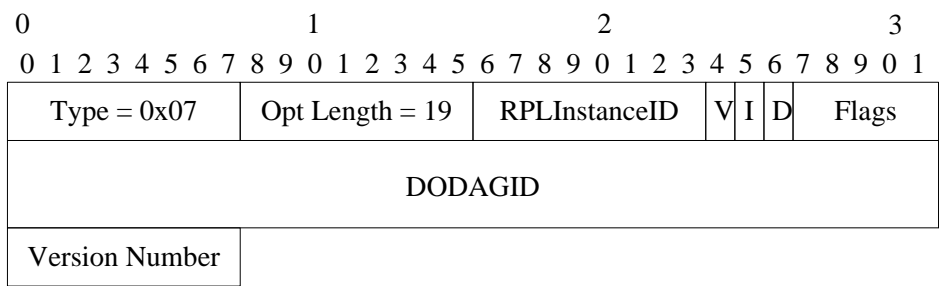 0 1 2 3
0 1 2 3 4 5 6 7 8 9 0 1 2 3 4 5 6 7 8 9 0 1 2 3 4 5 6 7 8 9 0 1
Type = 0x07 Opt Length = 19 RPLInstanceID V I D Flags
DODAGID
Version Number